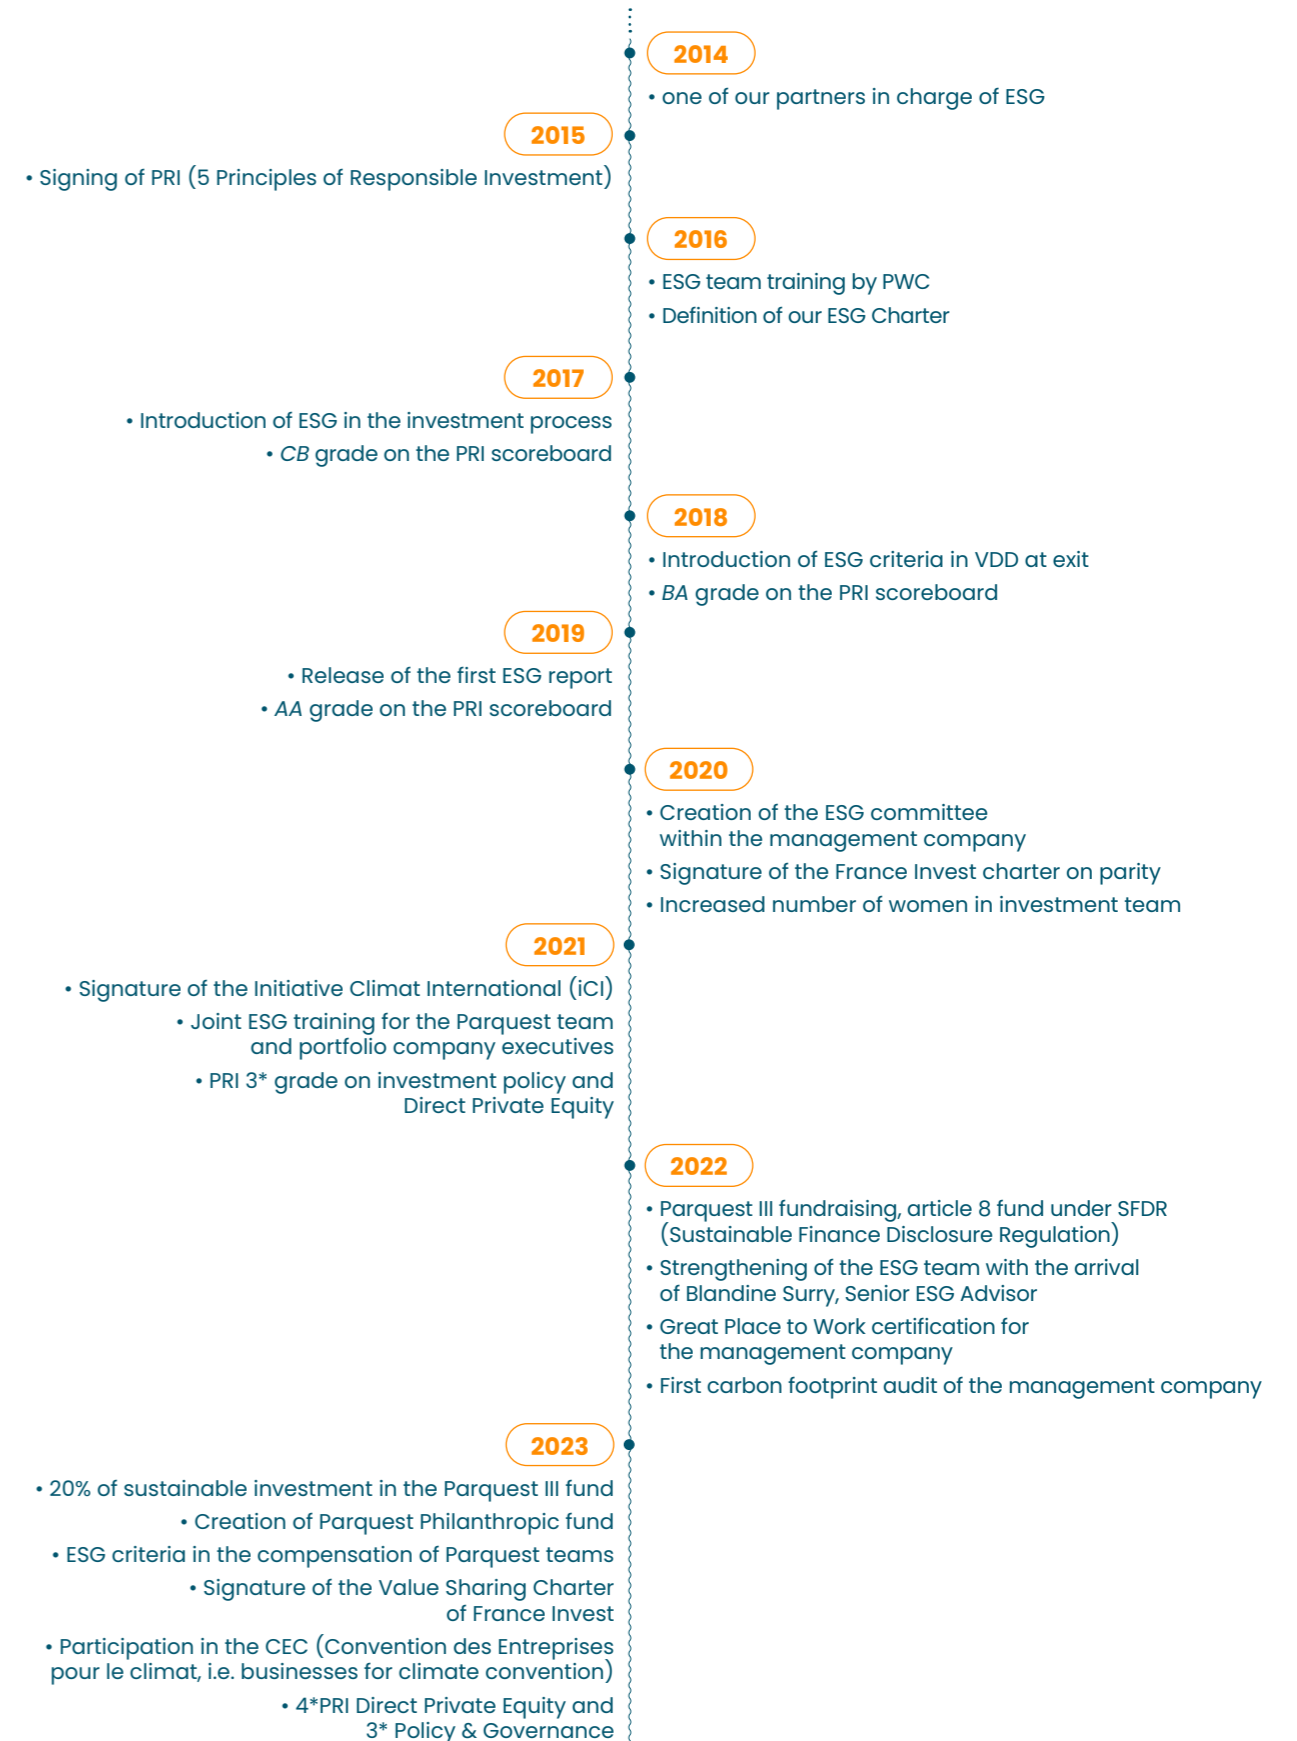 2014
• one of our partners in charge of ESG
2015
• Signing of PRI (5 Principles of Responsible Investment)
2016
• ESG team training by PWC
• Definition of our ESG Charter
2017
• Introduction of ESG in the investment process
• CB grade on the PRI scoreboard
2018
• Introduction of ESG criteria in VDD at exit
• BA grade on the PRI scoreboard
2019
• Release of the first ESG report
• AA grade on the PRI scoreboard
2020
• Creation of the ESG committee
within the management company
• Signature of the France Invest charter on parity
• Increased number of women in investment team
2021
• Signature of the Initiative Climat International (iCI)
• Joint ESG training for the Parquest team
and portfolio company executives
• PRI 3* grade on investment policy and
Direct Private Equity
2022
• Parquest III fundraising, article 8 fund under SFDR
(Sustainable Finance Disclosure Regulation)
• Strengthening of the ESG team with the arrival
of Blandine Surry, Senior ESG Advisor
• Great Place to Work certification for
the management company
• First carbon footprint audit of the management company
2023
• 20% of sustainable investment in the Parquest III fund
• Creation of Parquest Philanthropic fund
• ESG criteria in the compensation of Parquest teams
• Signature of the Value Sharing Charter
of France Invest
• Participation in the CEC (Convention des Entreprises
pour le climat, i.e. businesses for climate convention)
• 4*PRI Direct Private Equity and
3* Policy & Governance